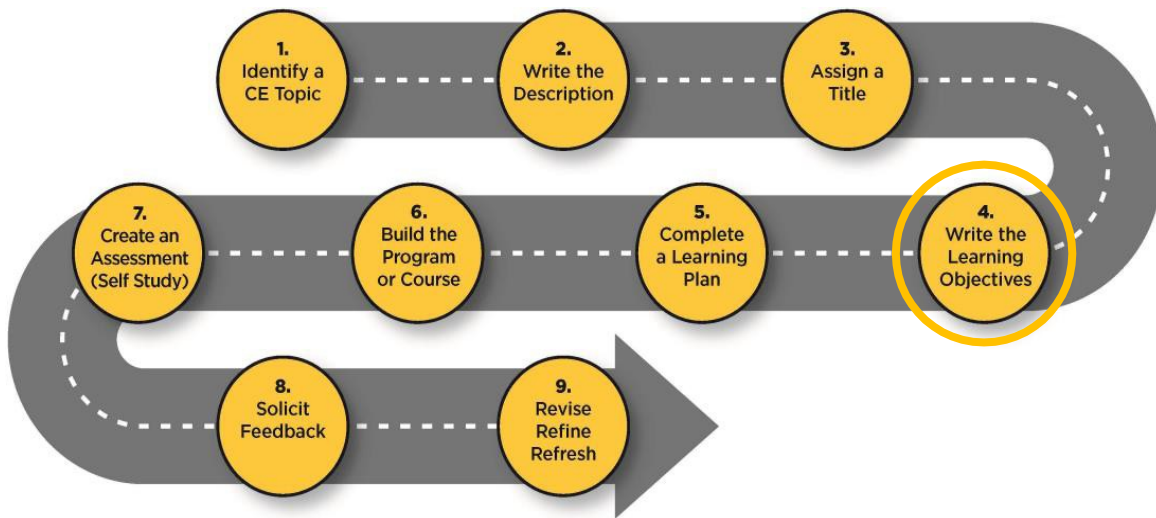 1.
Identify a
CE Topic
2.
Write the
Description
3.
Assign a
Title
4.
Write the
Learning
Objectives
5.
Complete
a Learning
Plan
6.
Build the
Program
or Course
7.
Create an
Assessment
(Self Study)
8.
Solicit
Feedback
9.
Revise
Refine
Refresh